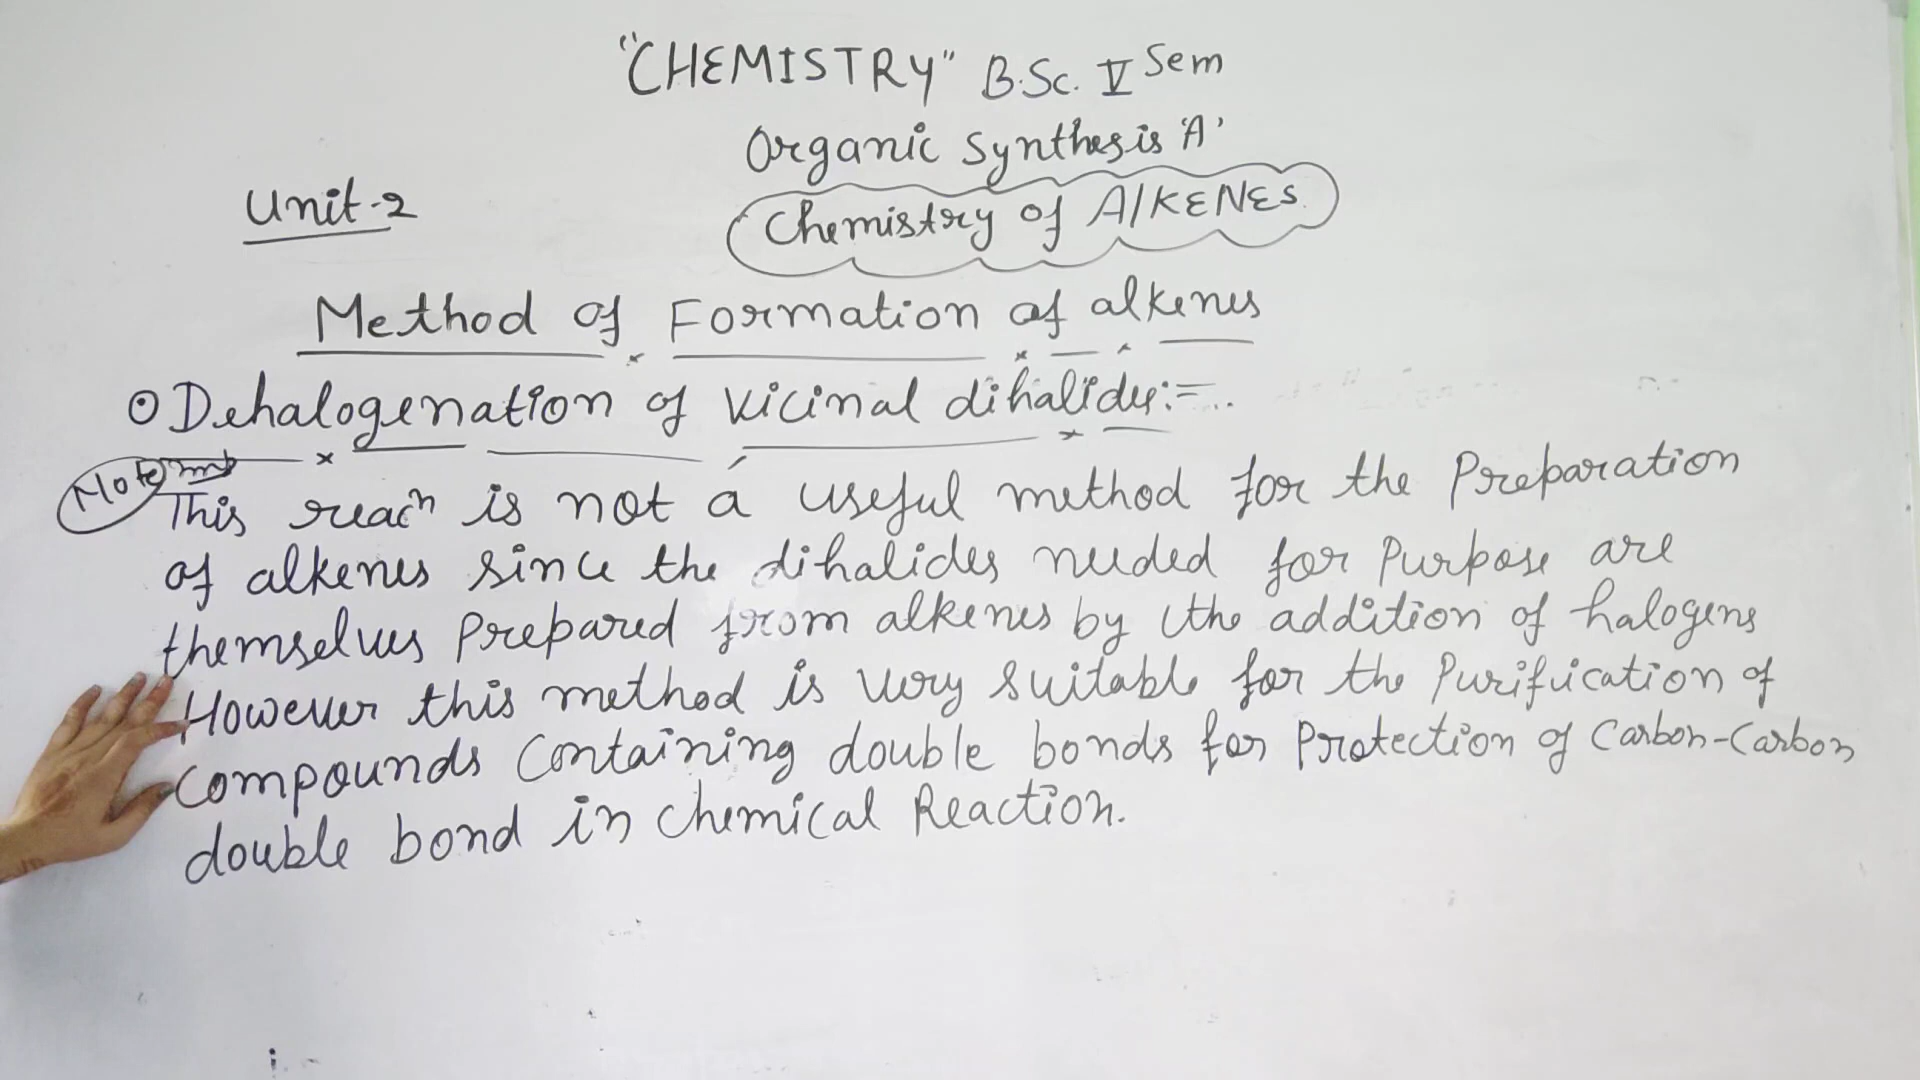 "CHEMISTRY" B.Sc. V Sem
Organic Synthesis 'A'
Unit-2
Chemistry of AlKENES
Method of Formation of alkenes
Dehalogenation of Vicinal dihalides:=..
Note imp
This reacn is not a useful method for the Preparation
of alkenes since the dihalides needed for Purpose are
themselves Prepared from alkenes by the addition of halogens
However this method is very suitable for the Purification of
compounds Containing double bonds for Protection of Carbon-Carbon
double bond in Chemical Reaction.